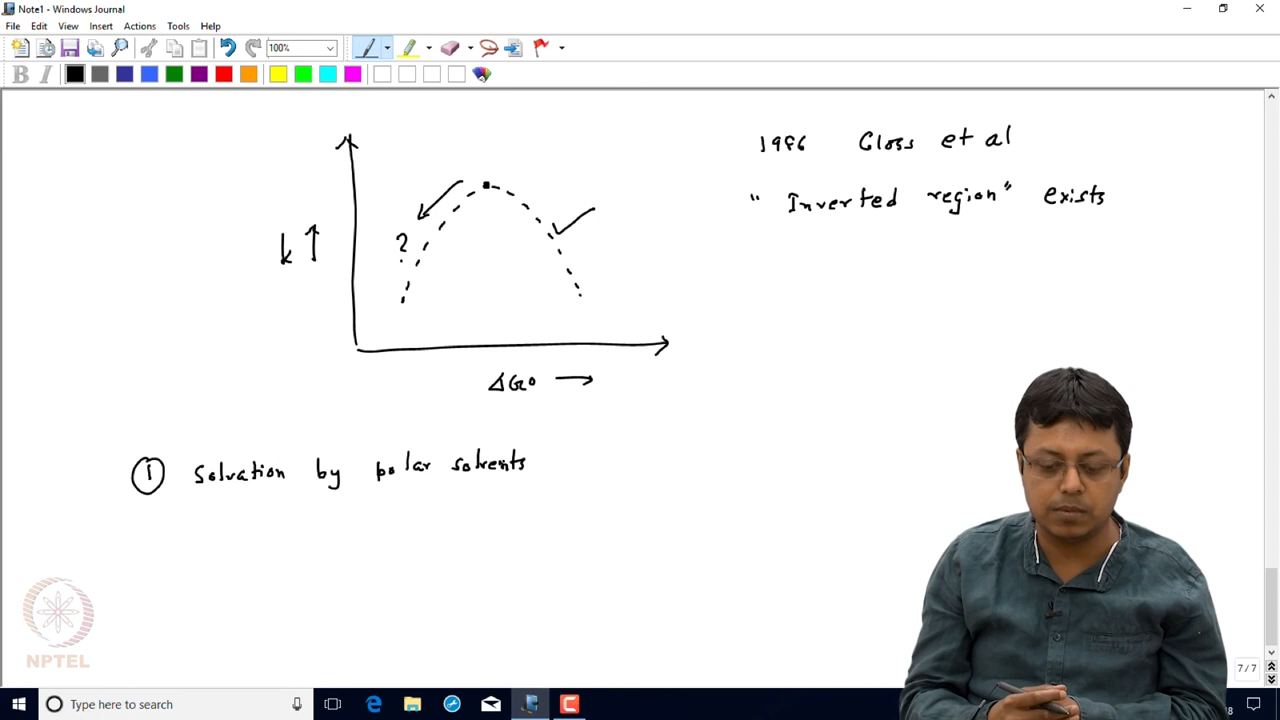 Note1 - Windows Journal
File Edit View Insert Actions Tools Help
100%
B I
1986 Closs et al
"Inverted region" exists
k ↑
?
ΔG° →
① Solvation by polar solvents
NPTEL
7 / 7
Type here to search